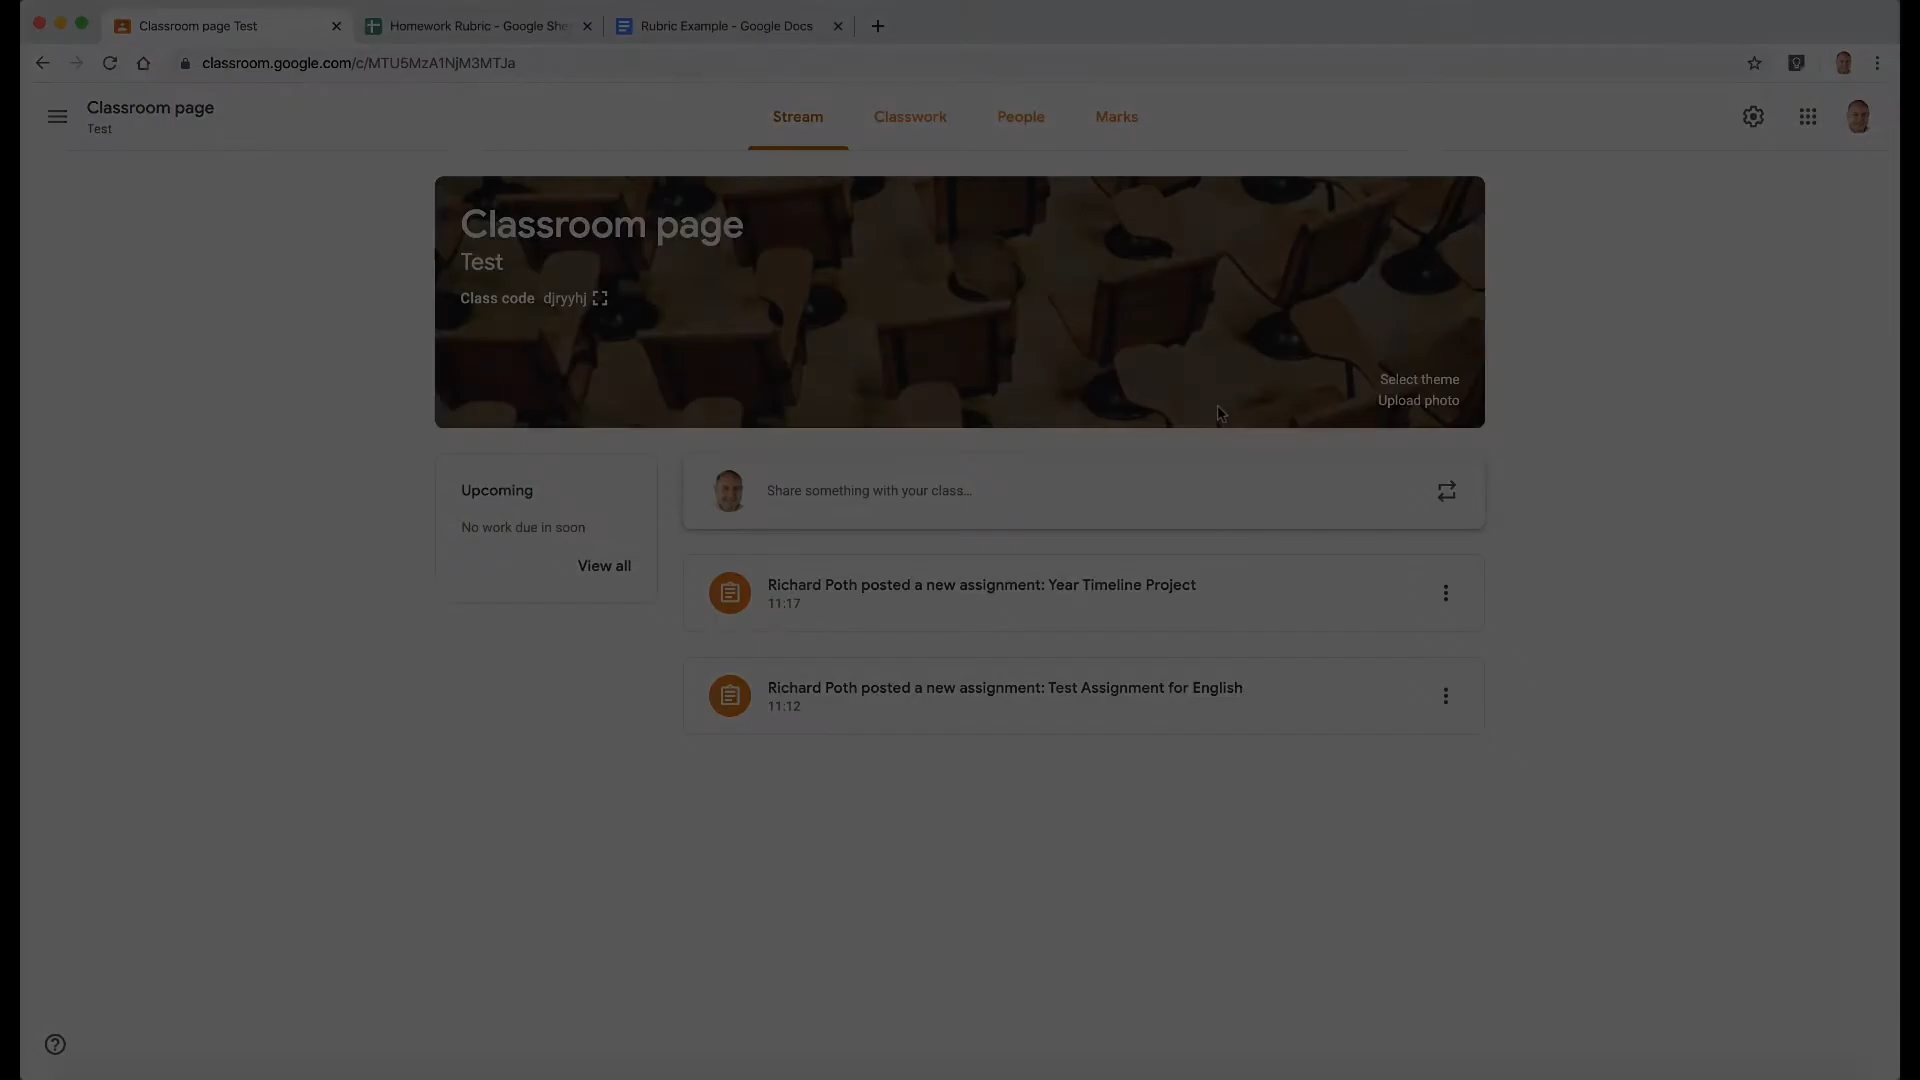 Classroom page Test
Homework Rubric - Google She
Rubric Example - Google Docs
classroom.google.com/c/MTU5MzA1NjM3MTJa
Classroom page
Test
Stream
Classwork
People
Marks
Classroom page
Test
Class code djryyhj
Select theme
Upload photo
Upcoming
No work due in soon
View all
Share something with your class...
Richard Poth posted a new assignment: Year Timeline Project
11:17
Richard Poth posted a new assignment: Test Assignment for English
11:12